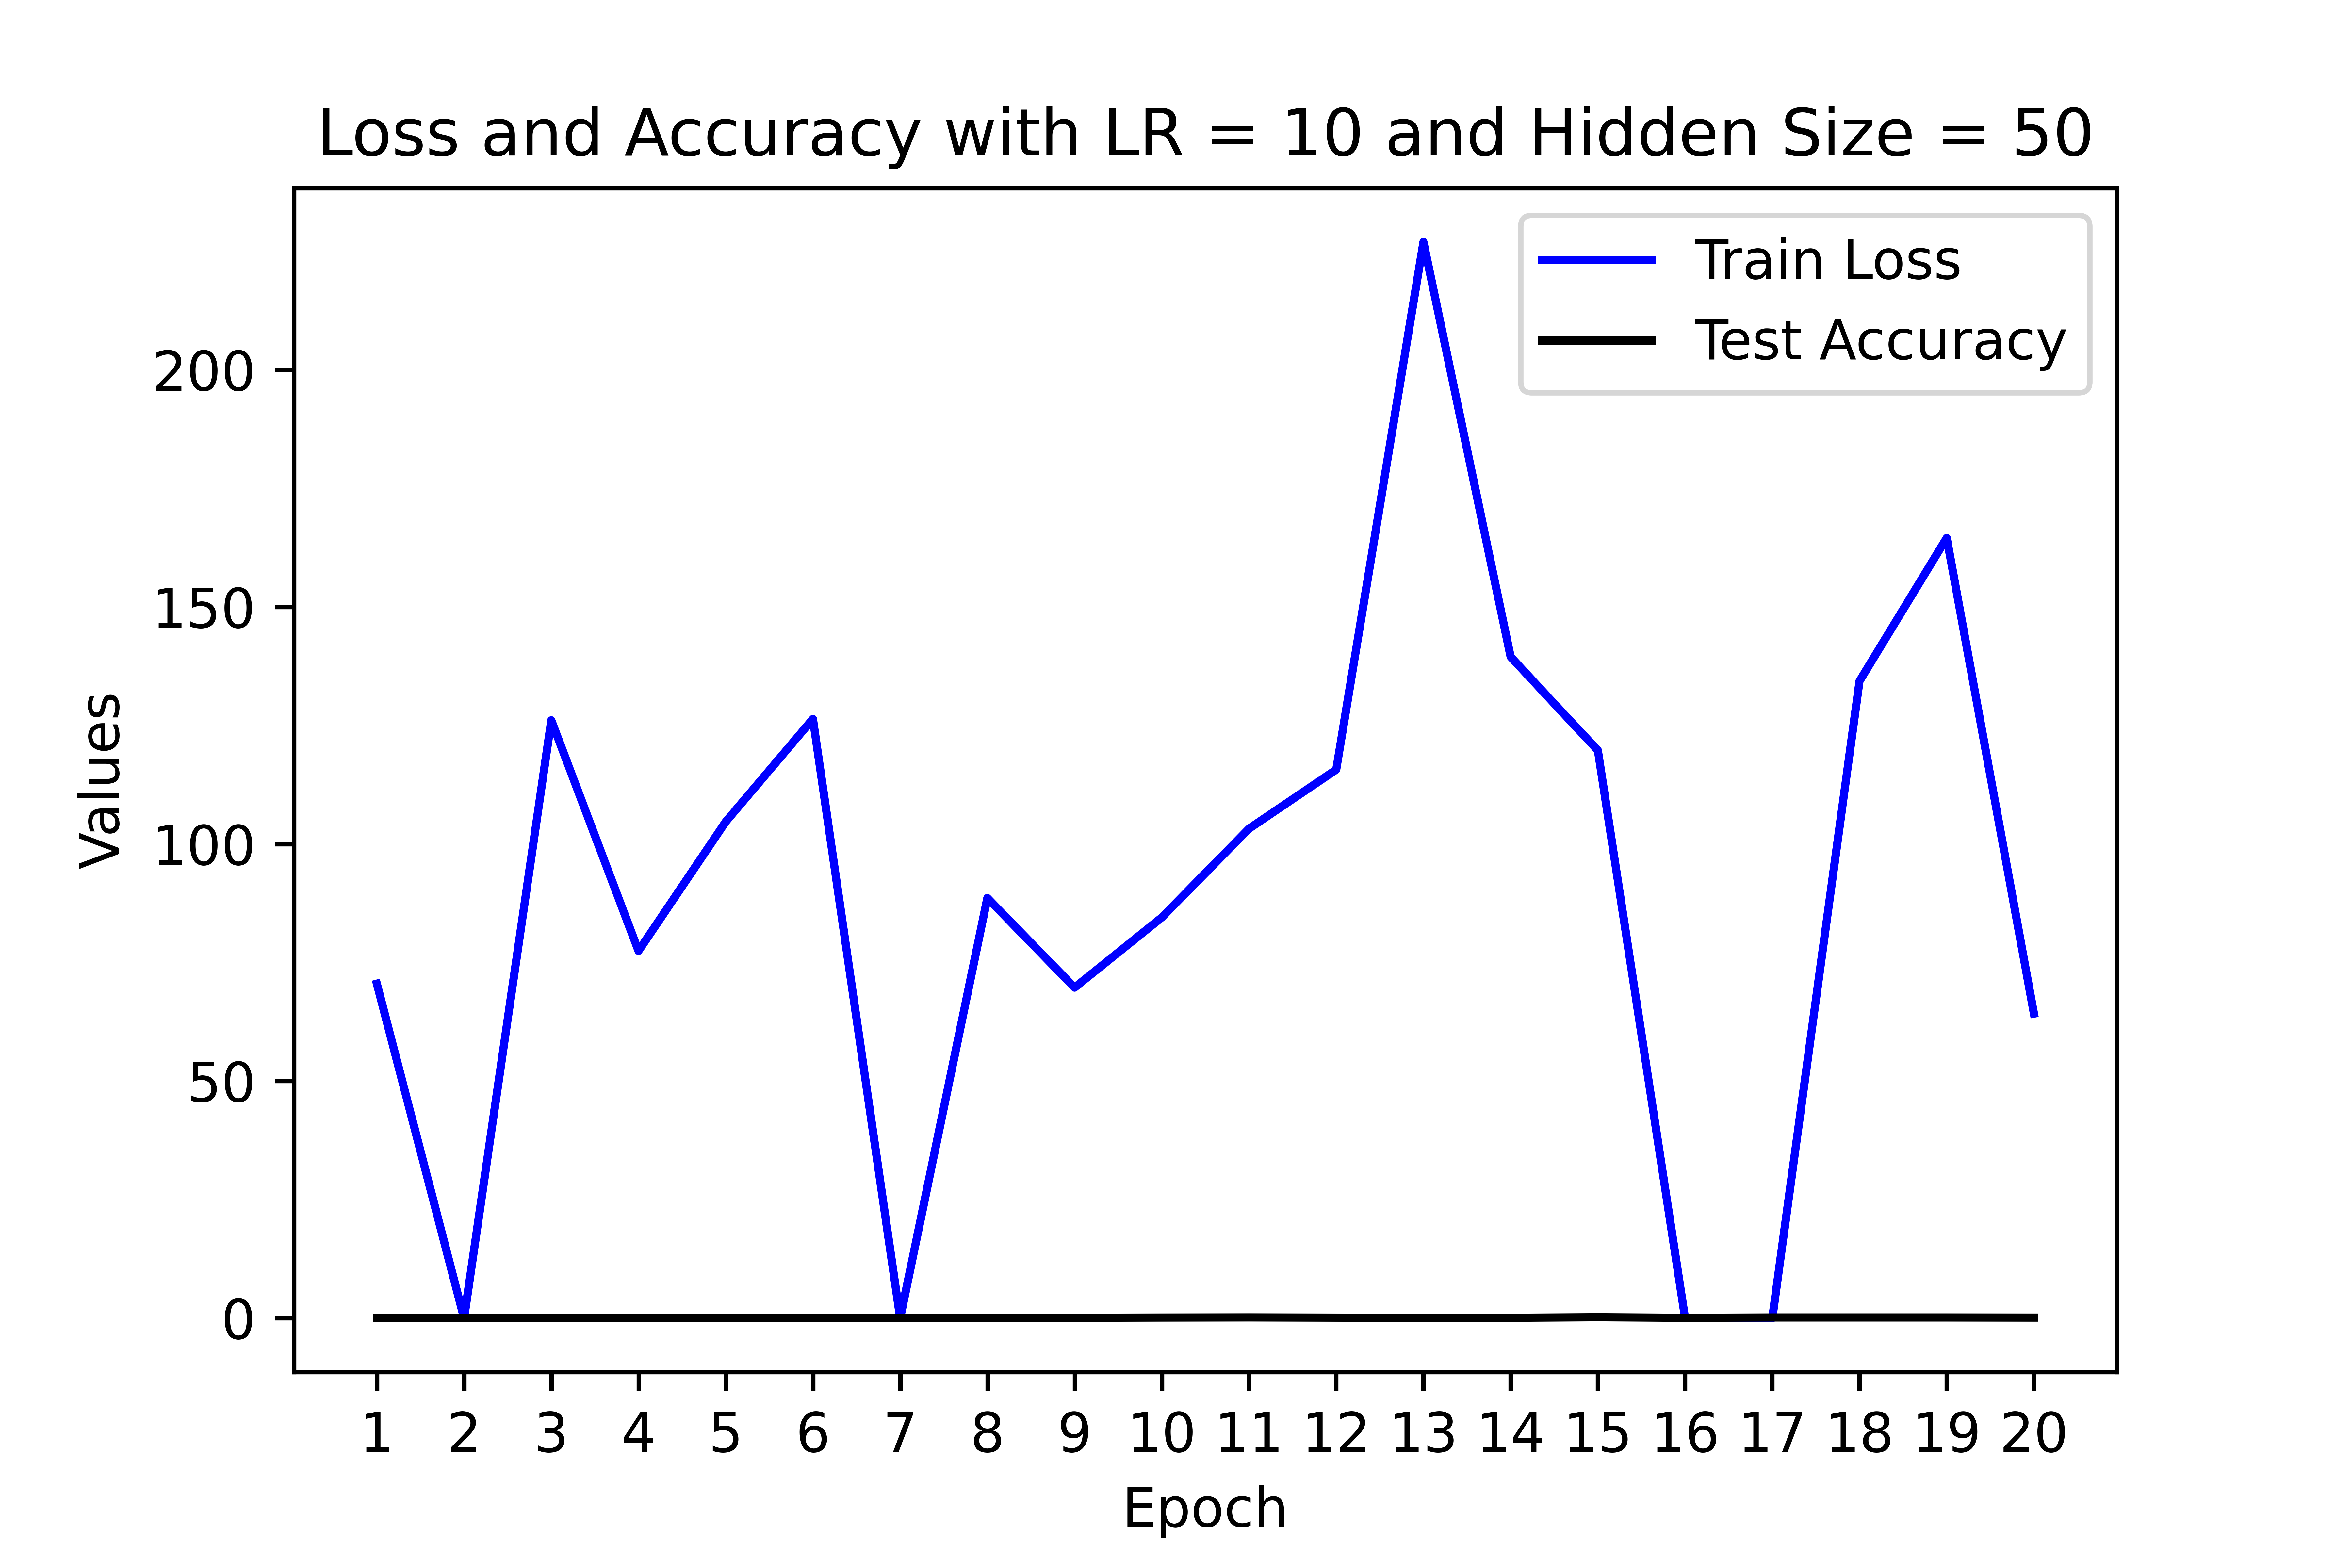 Loss and Accuracy with LR = 10 and Hidden Size = 50
Train Loss
Test Accuracy
200
150
100
50
0
Values
1 2 3 4 5 6 7 8 9 10 11 12 13 14 15 16 17 18 19 20
Epoch